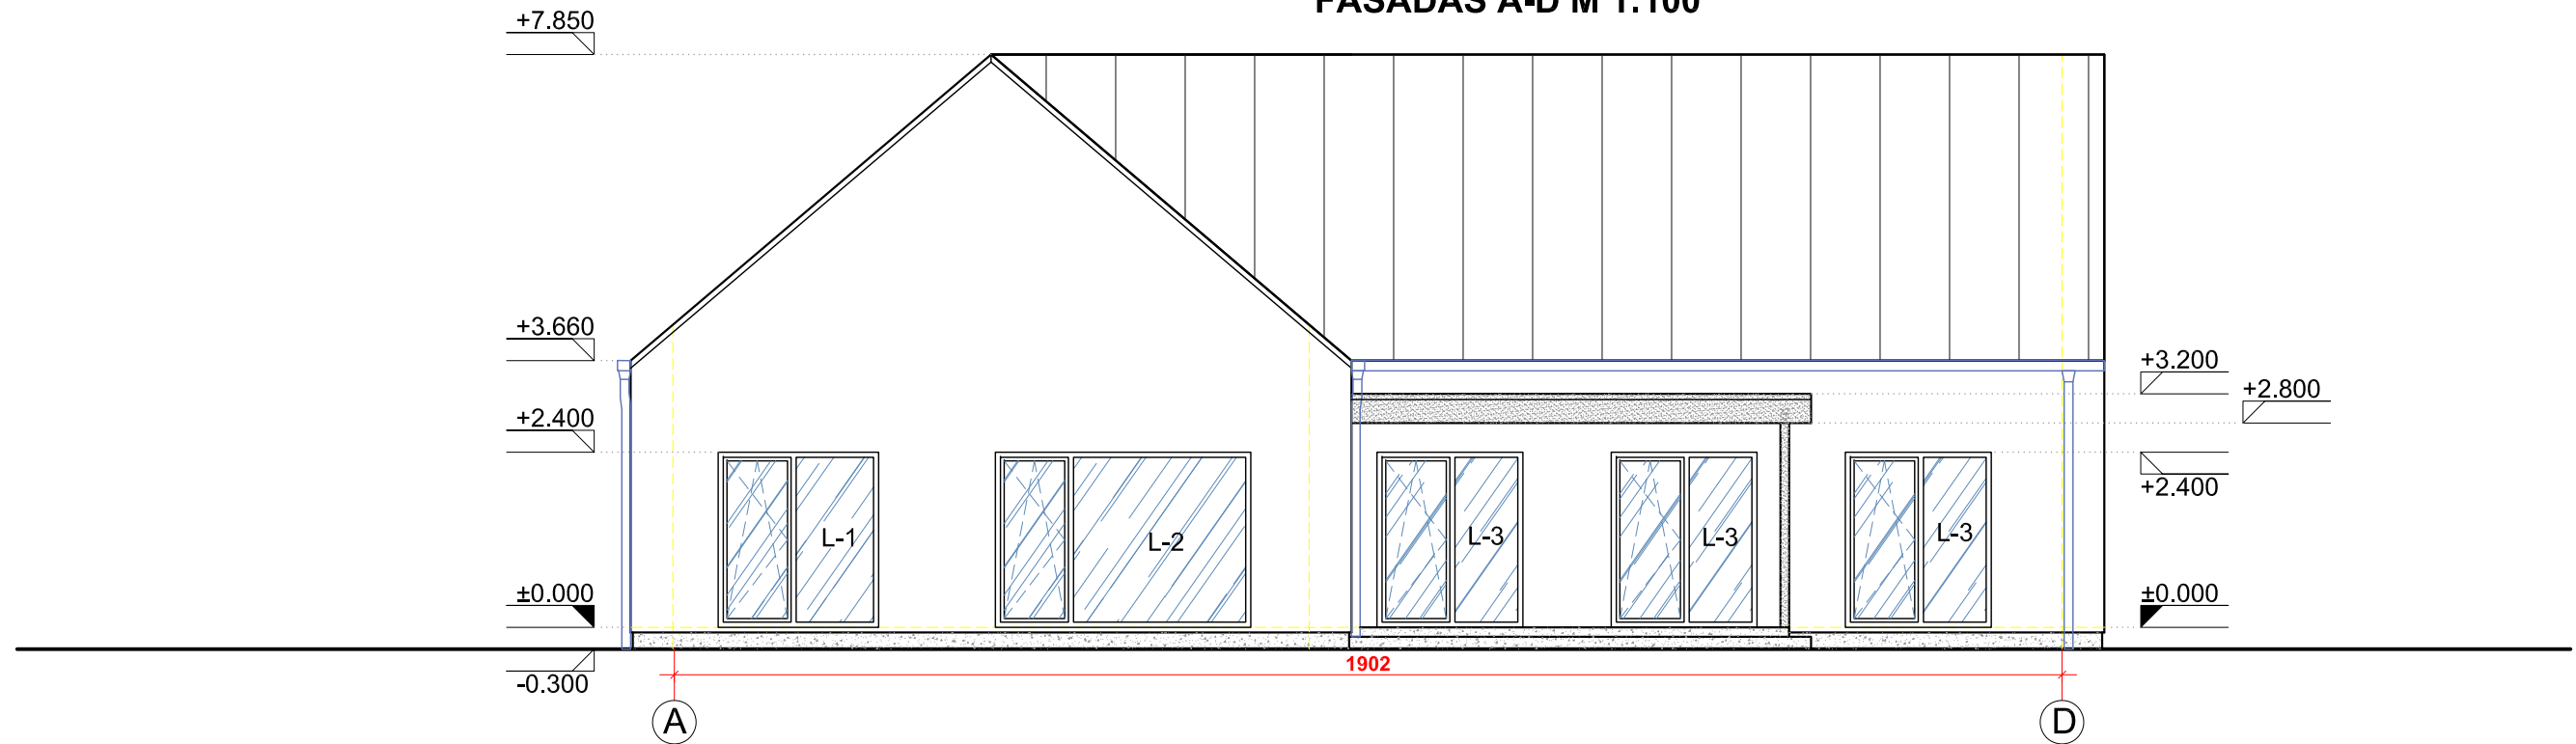 FASADAS A-D M 1:100
+7.850
+3.660
+3.200
+2.800
+2.400
+2.400
L-1
L-2
L-3
L-3
L-3
±0.000
±0.000
1902
-0.300
A
D